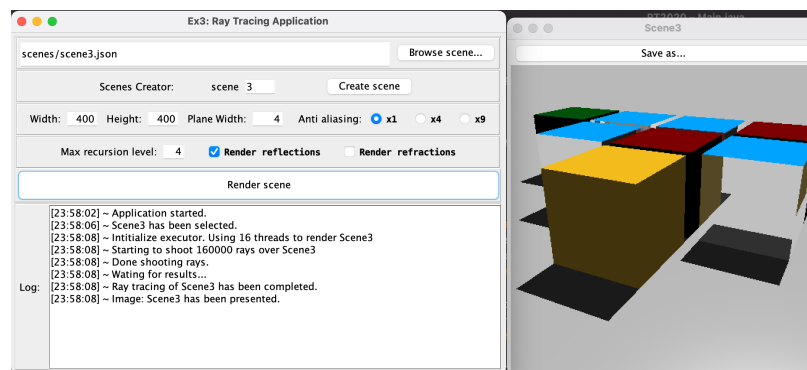 Ex3: Ray Tracing Application
scenes/scene3.json
Browse scene...
Scenes Creator: scene 3
Create scene
Width: 400 Height: 400 Plane Width: 4 Anti aliasing: x1 x4 x9
Max recursion level: 4 Render reflections Render refractions
Render scene
Log:
[23:58:02] ~ Application started.
[23:58:06] ~ Scene3 has been selected.
[23:58:08] ~ Intitialize executor. Using 16 threads to render Scene3
[23:58:08] ~ Starting to shoot 160000 rays over Scene3
[23:58:08] ~ Done shooting rays.
[23:58:08] ~ Wating for results...
[23:58:08] ~ Ray tracing of Scene3 has been completed.
[23:58:08] ~ Image: Scene3 has been presented.
RT2020 – Main.java
Scene3
Save as...